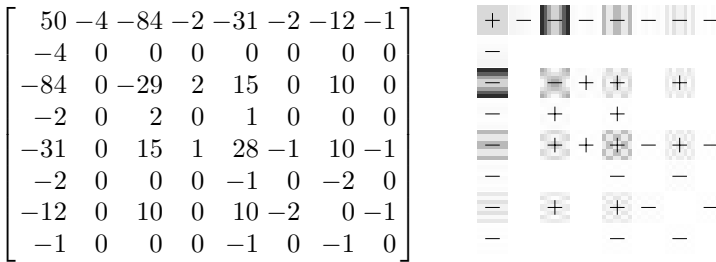 50 −4 −84 −2 −31 −2 −12 −1 + − − − − − − −
−4 0 0 0 0 0 0 0 −
−84 0 −29 2 15 0 10 0 − − + + +
−2 0 2 0 1 0 0 0 − + +
−31 0 15 1 28 −1 10 −1 − + + + − + −
−2 0 0 0 −1 0 −2 0 − − −
−12 0 10 0 10 −2 0 −1 − + + − −
−1 0 0 0 −1 0 −1 0 − − −